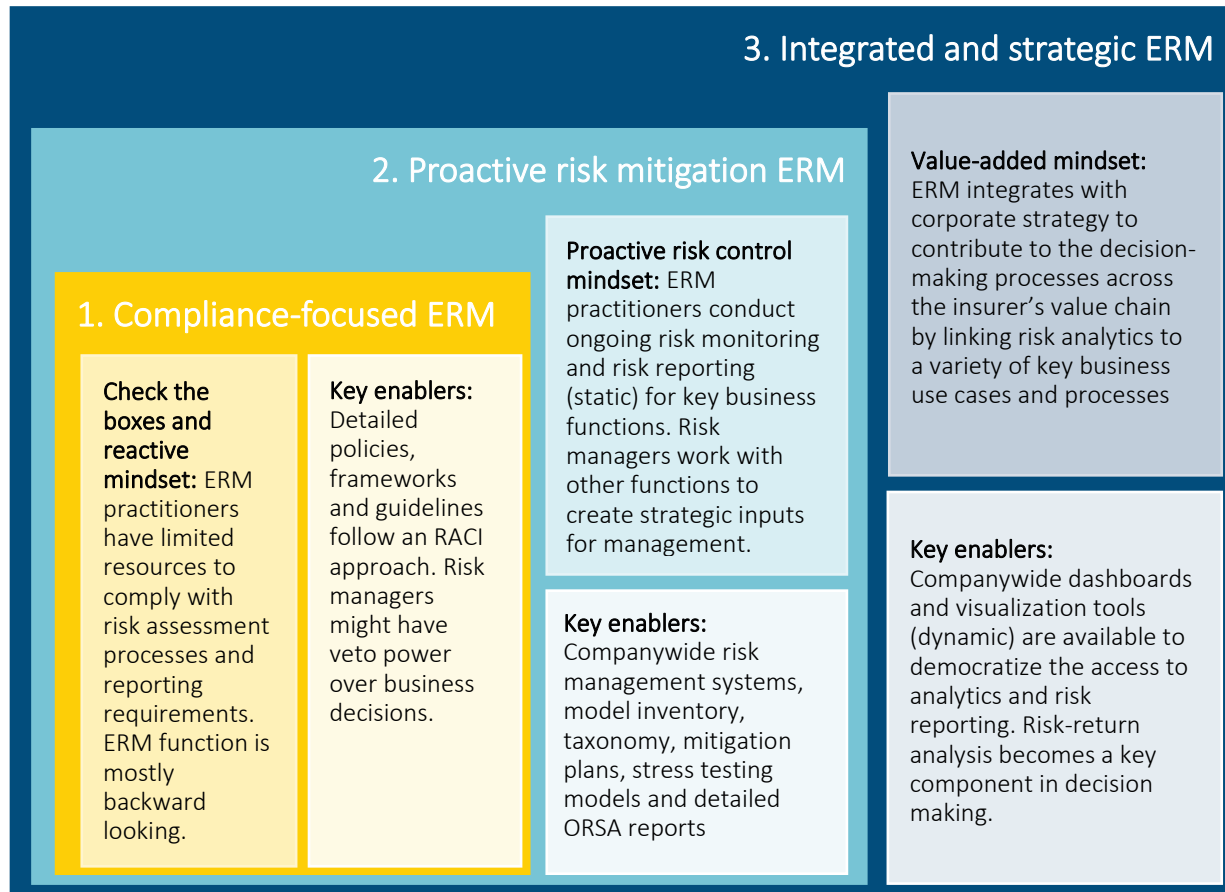 3. Integrated and strategic ERM
2. Proactive risk mitigation ERM
1. Compliance-focused ERM
Check the
boxes and
reactive
mindset: ERM
practitioners
have limited
resources to
comply with
risk assessment
processes and
reporting
requirements.
ERM function is
mostly
backward
looking.
Key enablers:
Detailed
policies,
frameworks
and guidelines
follow an RACI
approach. Risk
managers
might have
veto power
over business
decisions.
Proactive risk control
mindset: ERM
practitioners conduct
ongoing risk monitoring
and risk reporting
(static) for key business
functions. Risk
managers work with
other functions to
create strategic inputs
for management.
Key enablers:
Companywide risk
management systems,
model inventory,
taxonomy, mitigation
plans, stress testing
models and detailed
ORSA reports
Value-added mindset:
ERM integrates with
corporate strategy to
contribute to the decision-
making processes across
the insurer’s value chain
by linking risk analytics to
a variety of key business
use cases and processes
Key enablers:
Companywide dashboards
and visualization tools
(dynamic) are available to
democratize the access to
analytics and risk
reporting. Risk-return
analysis becomes a key
component in decision
making.